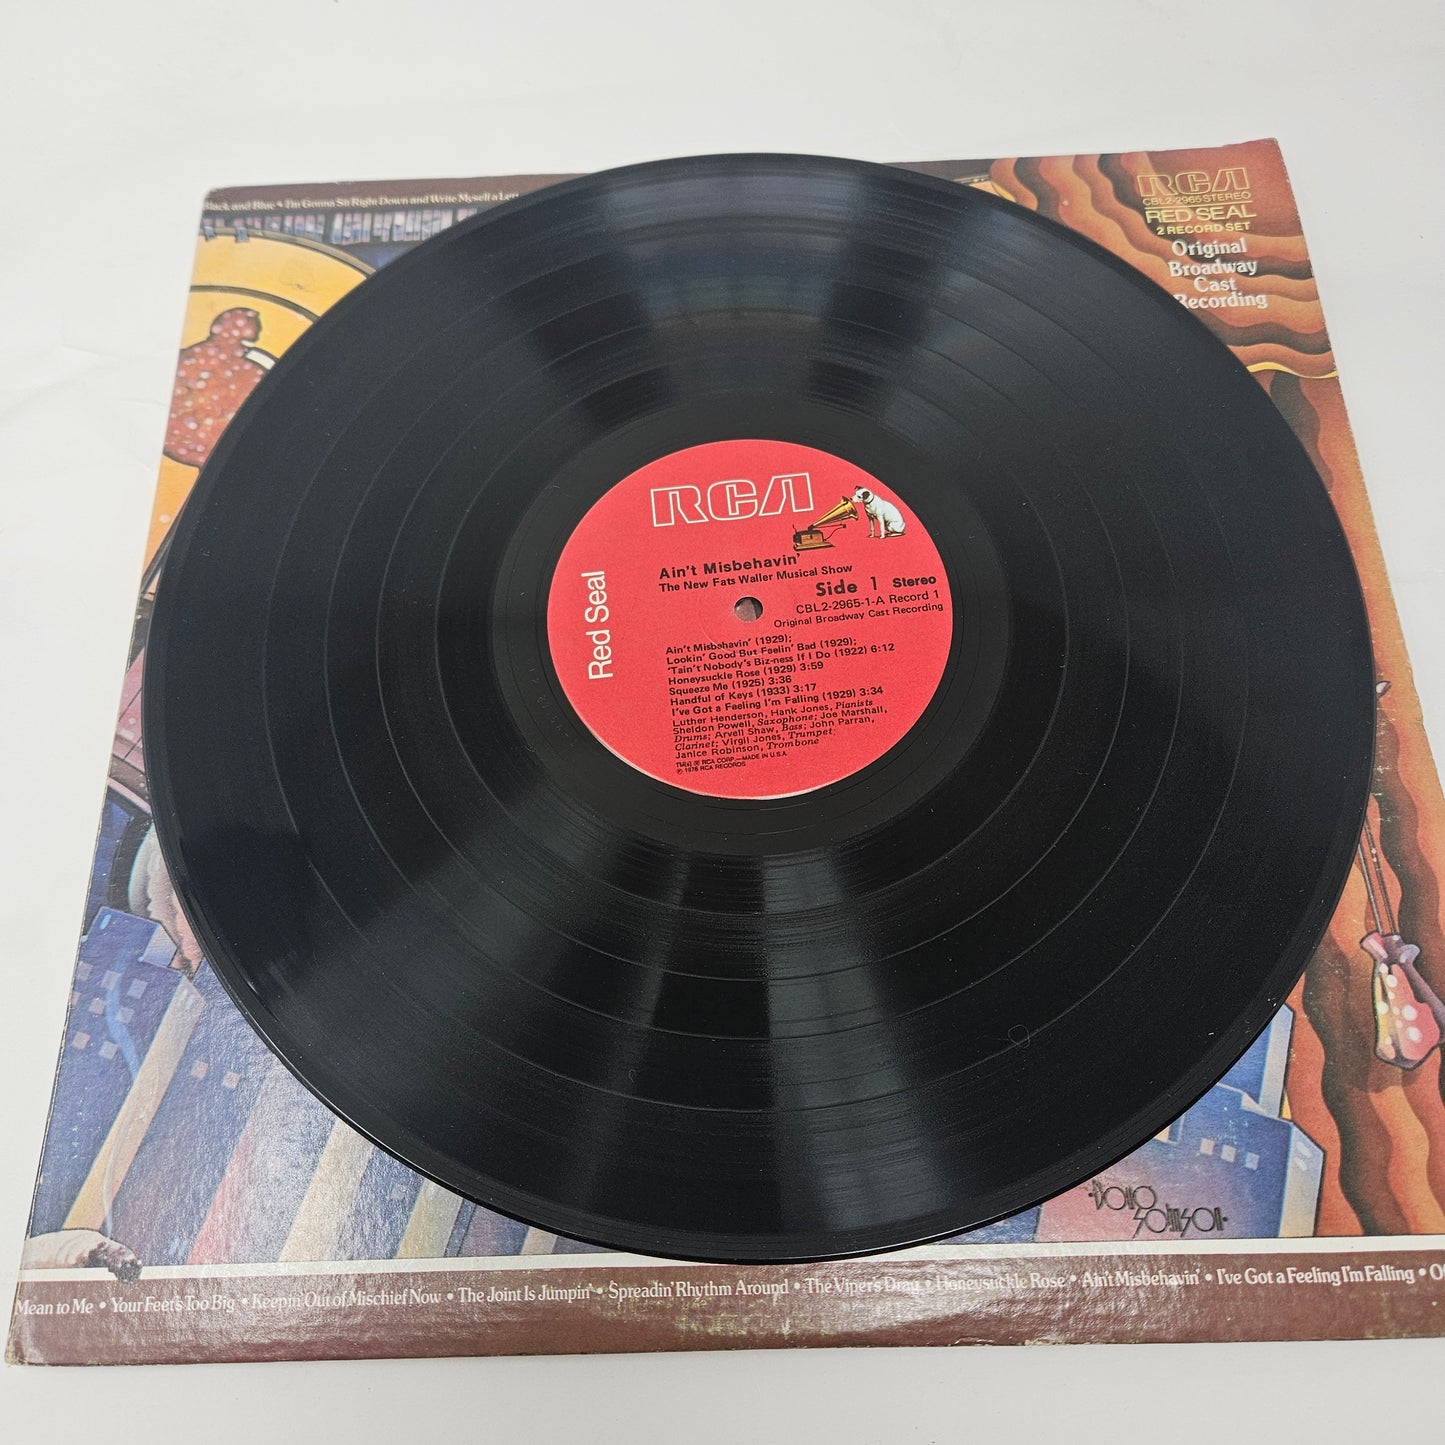 Black and Blue • I'm Gonna Sit Right Down and Write Myself a
RCA
CBL2-2965 STEREO
RED SEAL
2 RECORD SET
Original
Broadway
Cast
Recording
RCA
Red Seal
Ain't Misbehavin'
The New Fats Waller Musical Show
Side 1 Stereo
CBL2-2965-1-A Record 1
Original Broadway Cast Recording
Ain't Misbehavin' (1929);
Lookin' Good But Feelin' Bad (1929);
'Tain't Nobody's Biz-ness If I Do (1922) 6:12
Honeysuckle Rose (1929) 3:59
Squeeze Me (1925) 3:36
Handful of Keys (1933) 3:17
I've Got a Feeling I'm Falling (1929) 3:34
Luther Henderson, Hank Jones, Pianists
Sheldon Powell, Saxophone; Joe Marshall,
Drums; Arvell Shaw, Bass; John Parran,
Clarinet; Virgil Jones, Trumpet;
Janice Robinson, Trombone
TM(s) ® RCA CORP.—MADE IN U.S.A.
℗ 1978 RCA RECORDS
Mean to Me • Your Feet's Too Big • Keepin' Out of Mischief Now • The Joint Is Jumpin' • Spreadin' Rhythm Around • The Viper's Drag • Honeysuckle Rose • Ain't Misbehavin' • I've Got a Feeling I'm Falling •